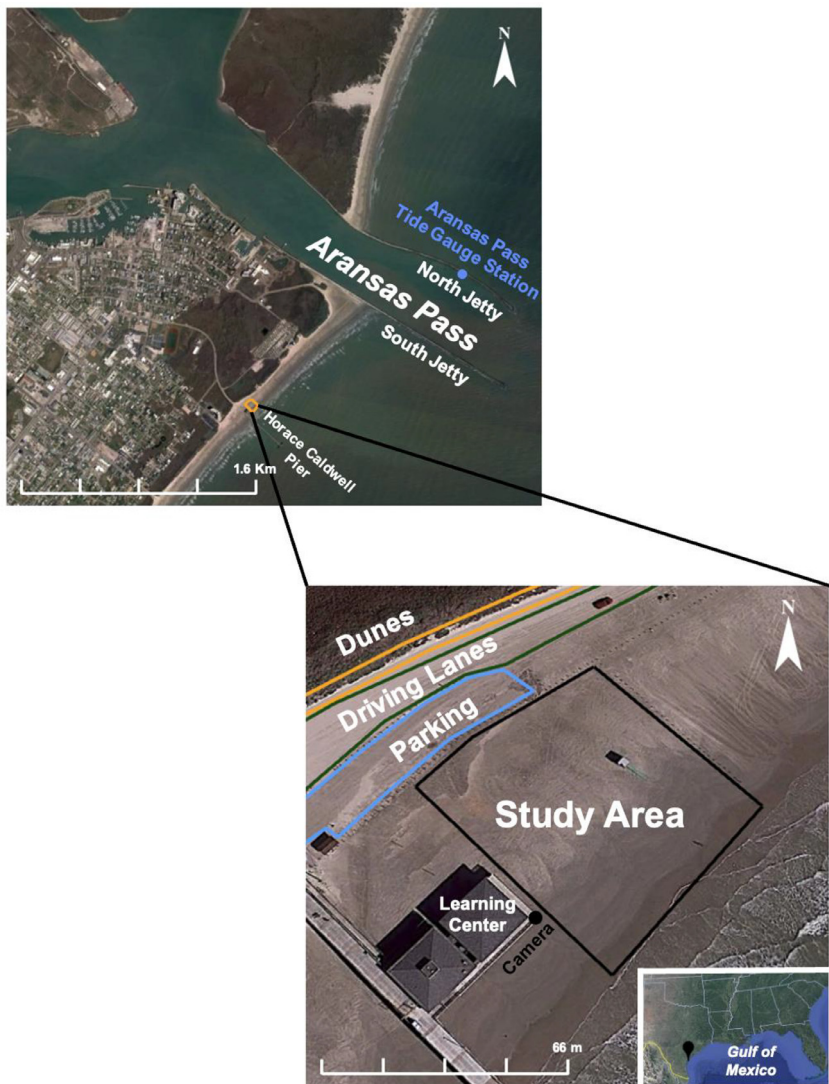 N
Aransas Pass
Tide Gauge Station
North Jetty
Aransas Pass
South Jetty
Horace Caldwell
Pier
1.6 Km
N
Dunes
Driving Lanes
Parking
Study Area
Learning
Center
Camera
66 m
Gulf of
Mexico